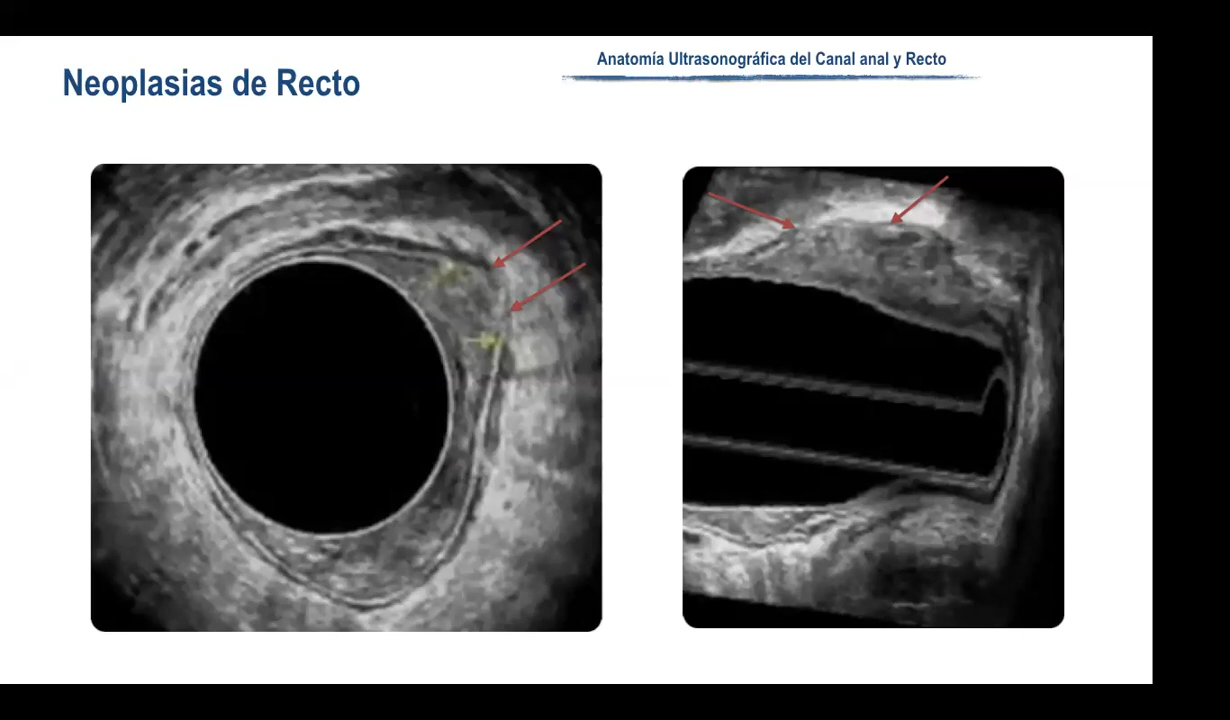 Anatomía Ultrasonográfica del Canal anal y Recto
Neoplasias de Recto